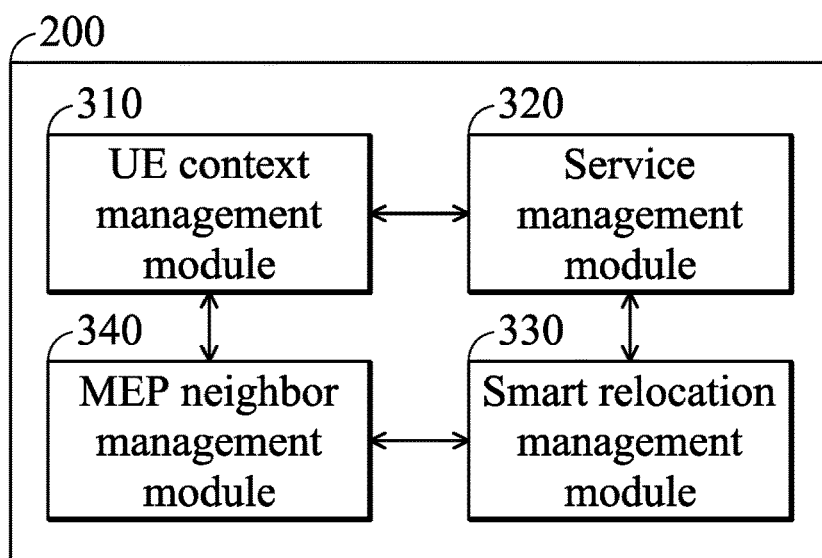 200
310
UE context
management
module
320
Service
management
module
340
MEP neighbor
management
module
330
Smart relocation
management
module